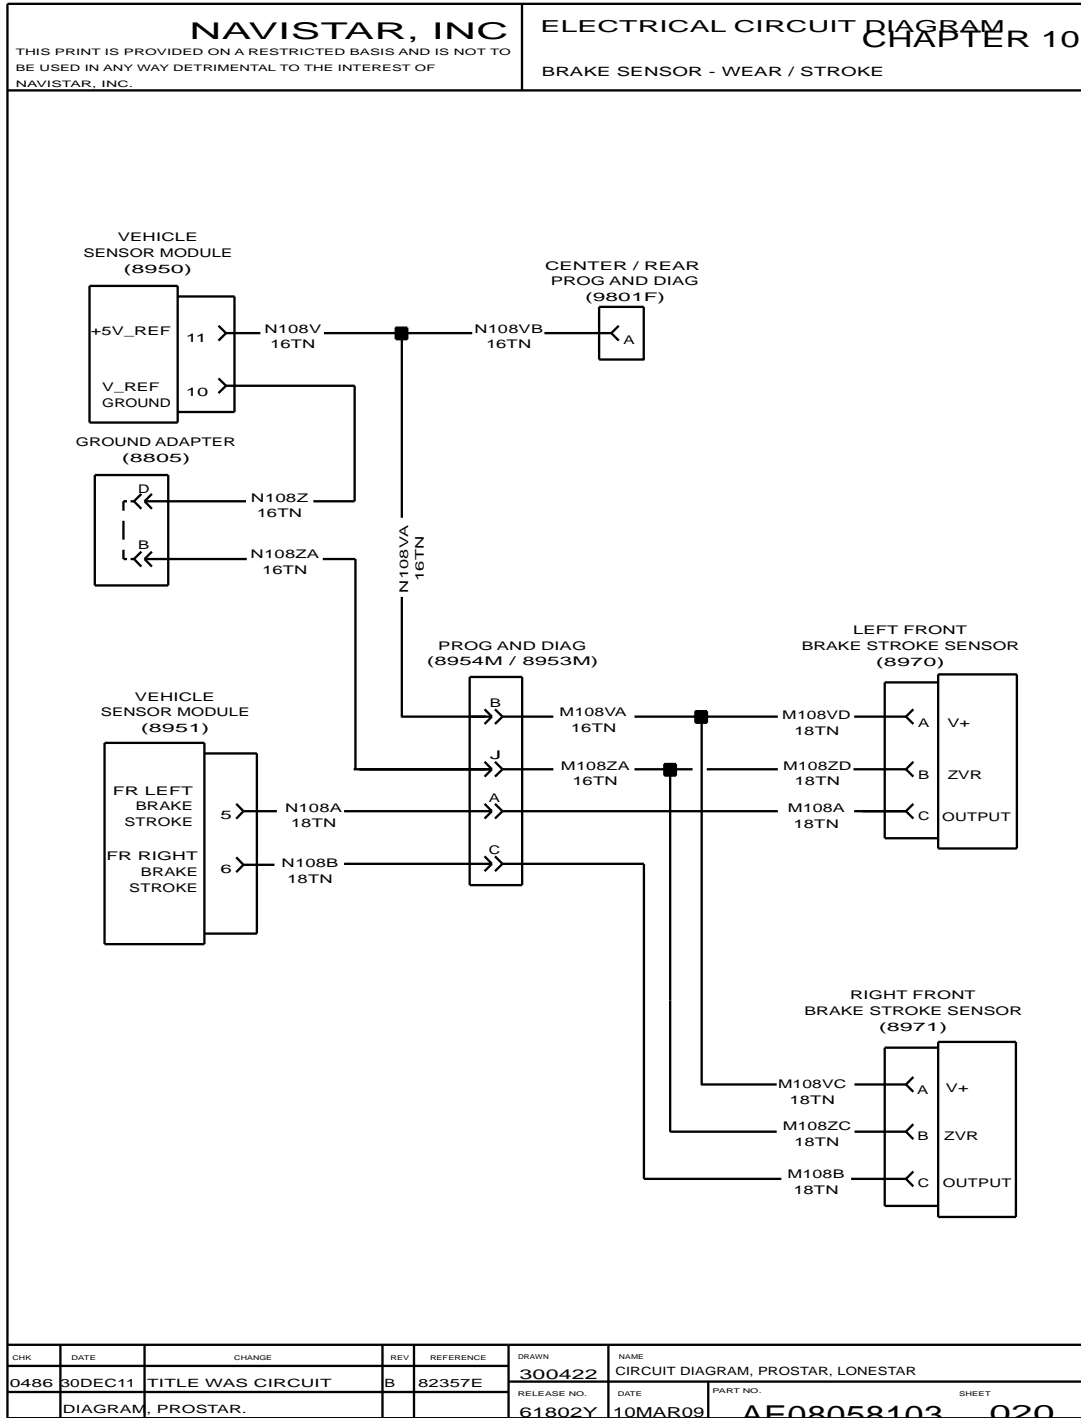 NAVISTAR, INC
THIS PRINT IS PROVIDED ON A RESTRICTED BASIS AND IS NOT TO
BE USED IN ANY WAY DETRIMENTAL TO THE INTEREST OF
NAVISTAR, INC.
ELECTRICAL CIRCUIT DIAGRAM
CHAPTER 10
BRAKE SENSOR - WEAR / STROKE
VEHICLE
SENSOR MODULE
(8950)
+5V_REF
11
V_REF
GROUND
10
N108V
16TN
N108VB
16TN
CENTER / REAR
PROG AND DIAG
(9801F)
A
GROUND ADAPTER
(8805)
D
B
N108Z
16TN
N108ZA
16TN
N108VA
16TN
PROG AND DIAG
(8954M / 8953M)
B
J
A
C
VEHICLE
SENSOR MODULE
(8951)
FR LEFT
BRAKE
STROKE
5
FR RIGHT
BRAKE
STROKE
6
N108A
18TN
N108B
18TN
M108VA
16TN
M108ZA
16TN
M108VD
18TN
M108ZD
18TN
M108A
18TN
LEFT FRONT
BRAKE STROKE SENSOR
(8970)
A V+
B ZVR
C OUTPUT
RIGHT FRONT
BRAKE STROKE SENSOR
(8971)
M108VC
18TN
M108ZC
18TN
M108B
18TN
A V+
B ZVR
C OUTPUT
CHK DATE CHANGE REV REFERENCE
0486 30DEC11 TITLE WAS CIRCUIT B 82357E
DIAGRAM, PROSTAR.
DRAWN
300422
NAME
CIRCUIT DIAGRAM, PROSTAR, LONESTAR
RELEASE NO.
61802Y
DATE
10MAR09
PART NO.
AE08058103
SHEET
020